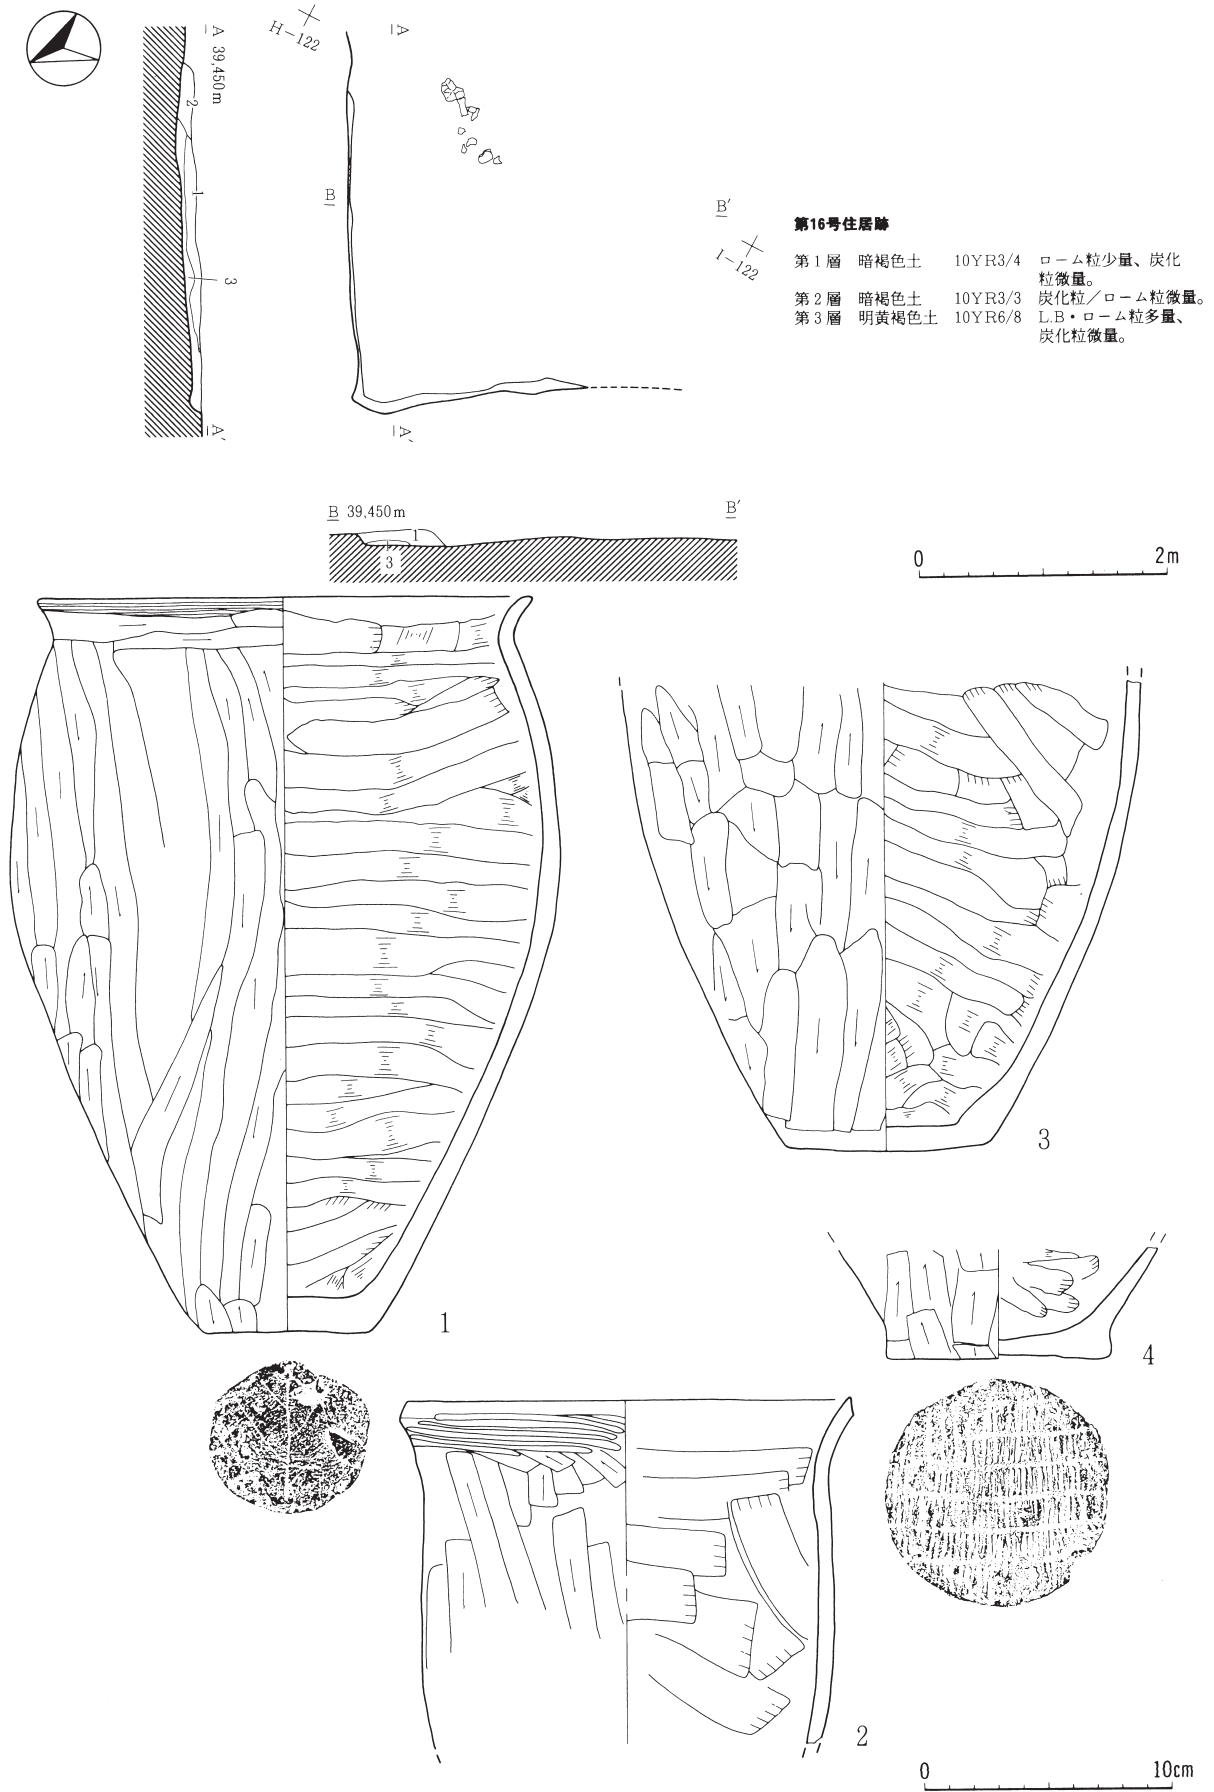 H−122
A
A 39,450m
2
1
3
A′
A′
B
B′
I−122
第16号住居跡
第1層 暗褐色土 10YR3/4 ローム粒少量、炭化
粒微量。
第2層 暗褐色土 10YR3/3 炭化粒/ローム粒微量。
第3層 明黄褐色土 10YR6/8 L.B・ローム粒多量、
炭化粒微量。
B 39,450m
B′
1
3
0 2m
1
3
4
2
0 10cm